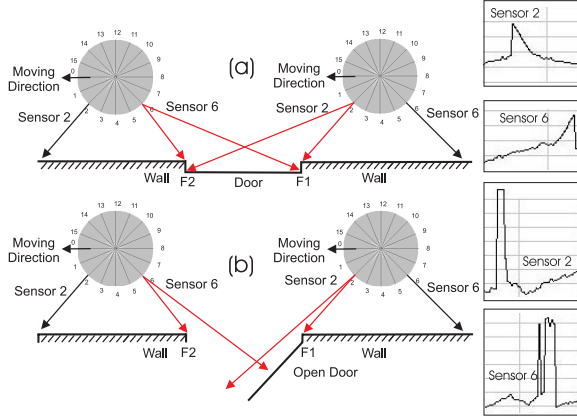 12
13
11
14
10
15
9
0
8
1
7
2
6
3
4
5
Moving
Direction
Sensor 2
Sensor 6
(a)
12
13
11
14
10
15
9
0
8
1
7
2
6
3
4
5
Moving
Direction
Sensor 2
Sensor 6
Wall
F2
Door
F1
Wall
12
13
11
14
10
15
9
0
8
1
7
2
6
3
4
5
Moving
Direction
Sensor 2
Sensor 6
(b)
12
13
11
14
10
15
9
0
8
1
7
2
6
3
4
5
Moving
Direction
Sensor 2
Sensor 6
Wall
F2
F1
Wall
Open Door
Sensor 2
Sensor 6
Sensor 2
Sensor 6